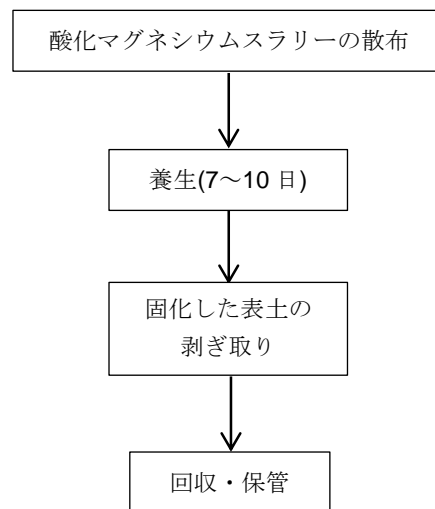 酸化マグネシウムスラリーの散布
養生(7～10 日)
固化した表土の
剥ぎ取り
回収・保管